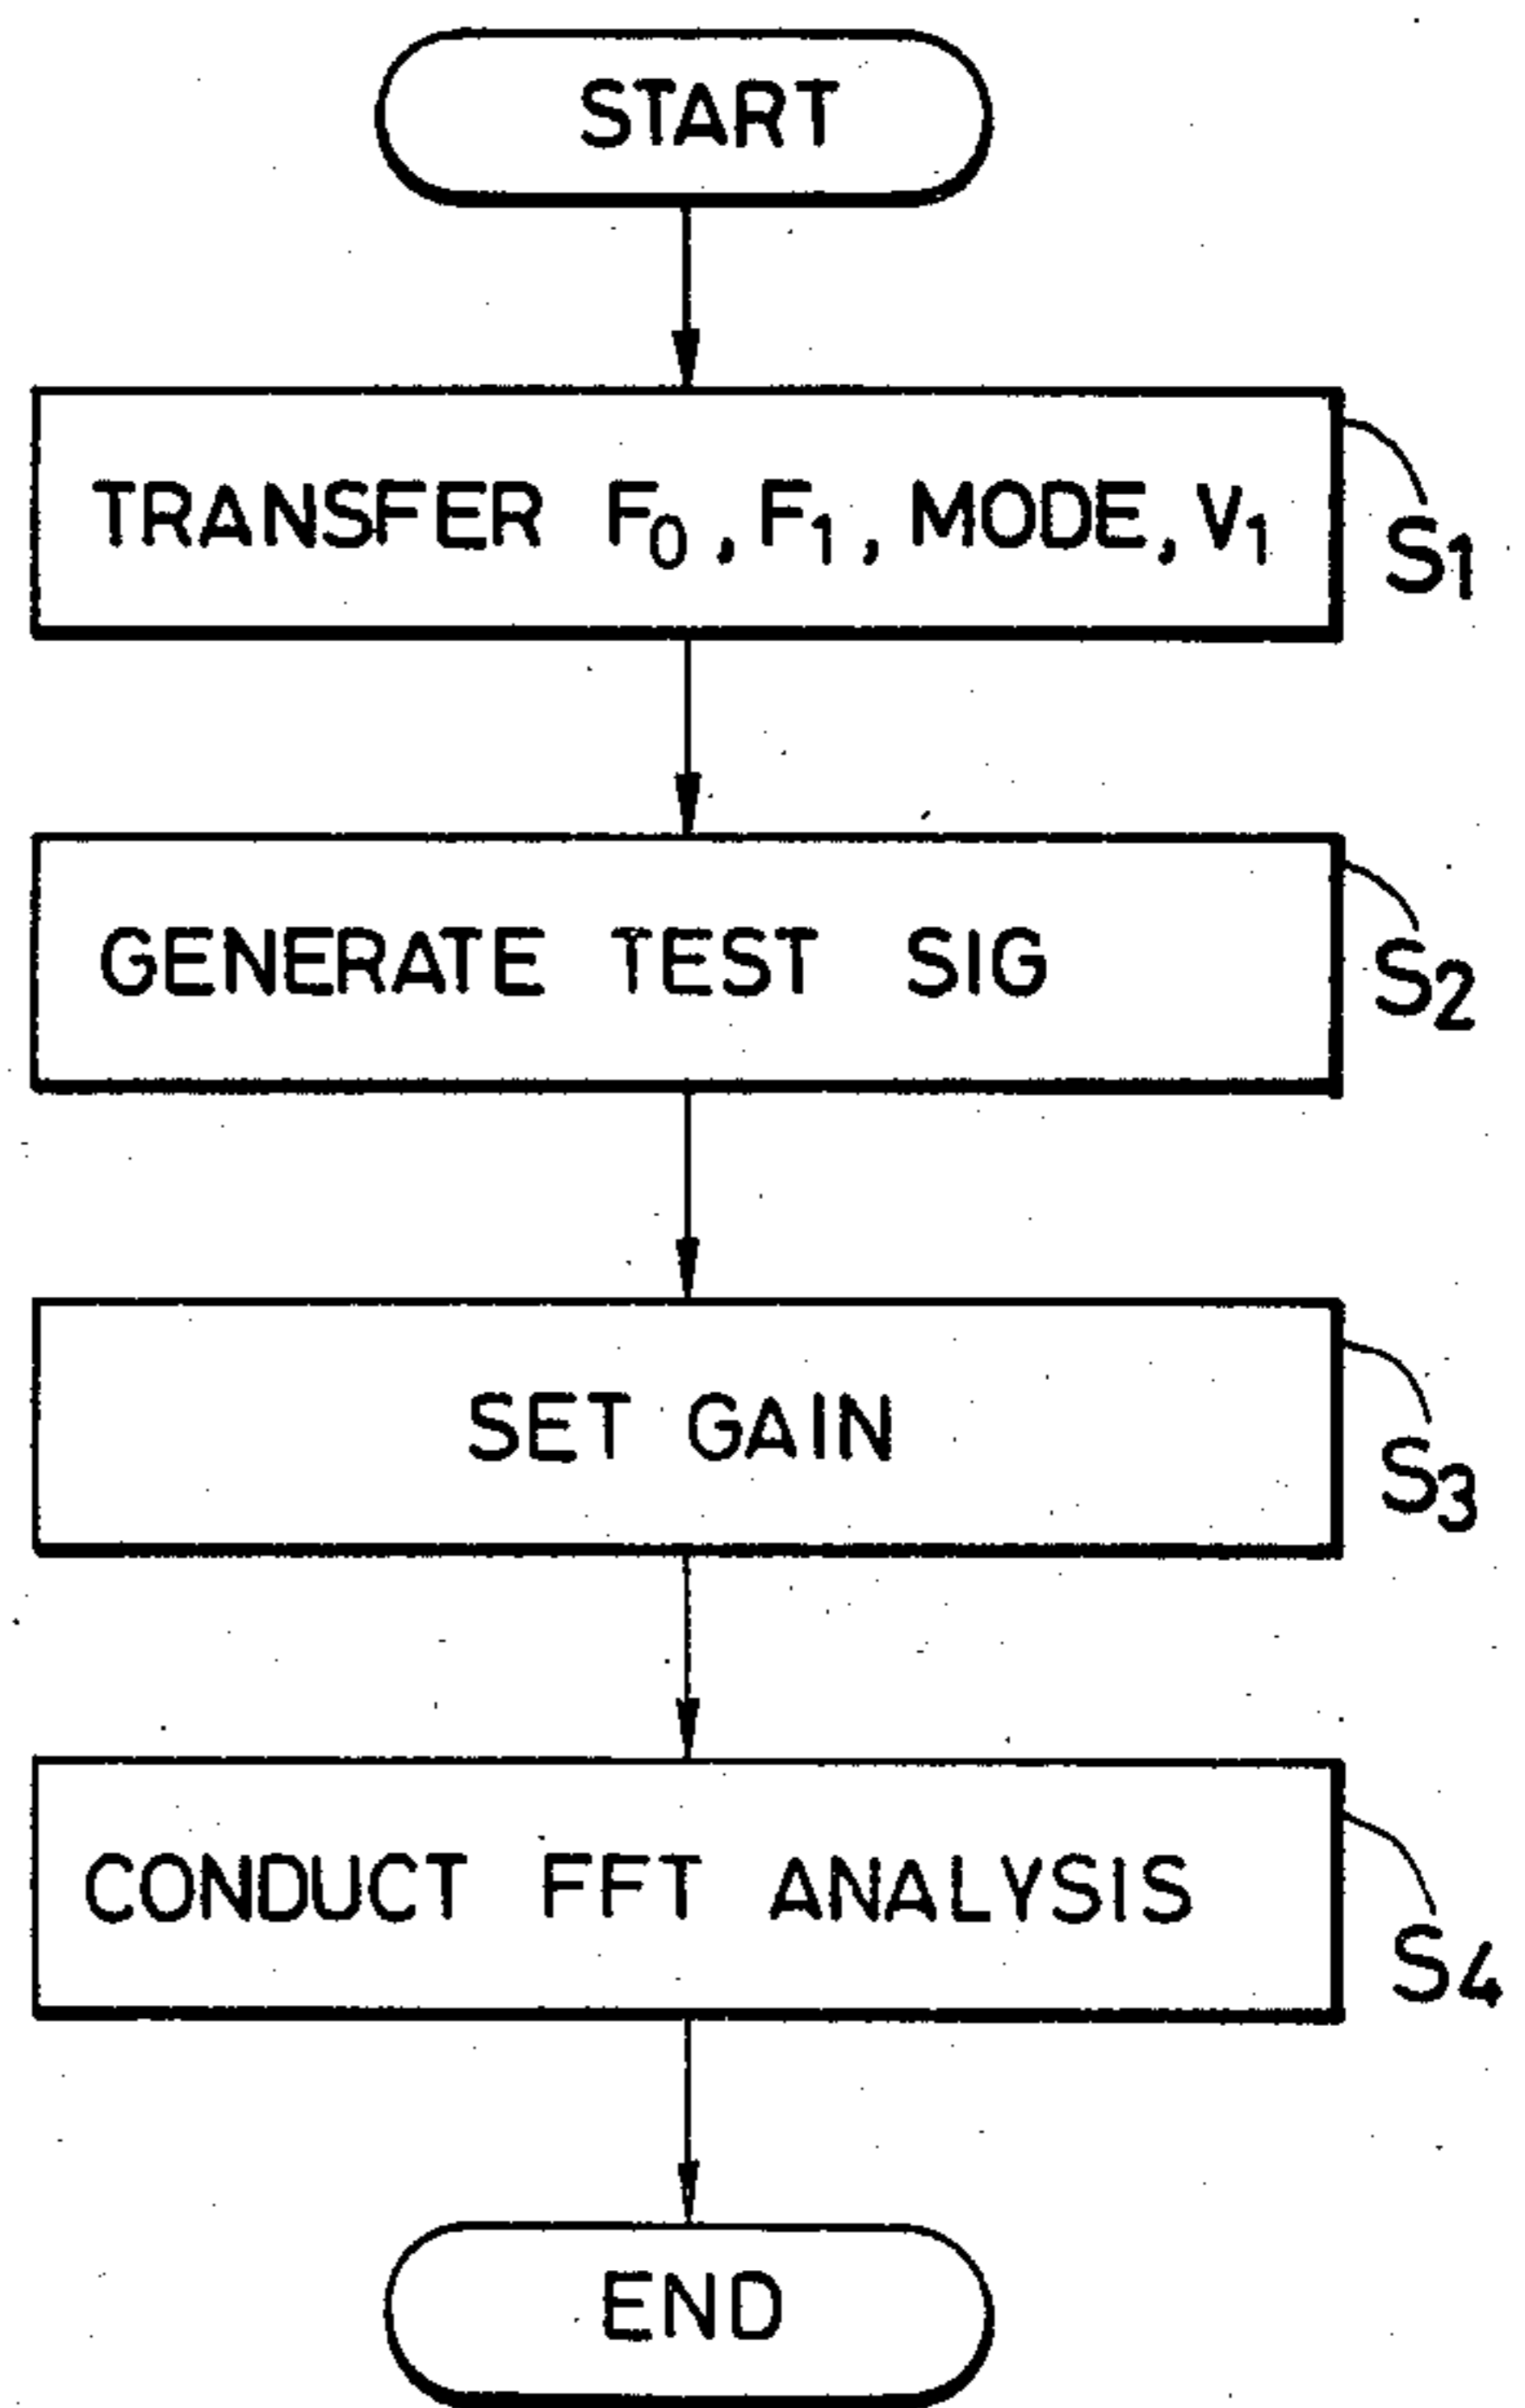 START
TRANSFER F₀, F₁, MODE, V₁
S1
GENERATE TEST SIG
S2
SET GAIN
S3
CONDUCT FFT ANALYSIS
S4
END